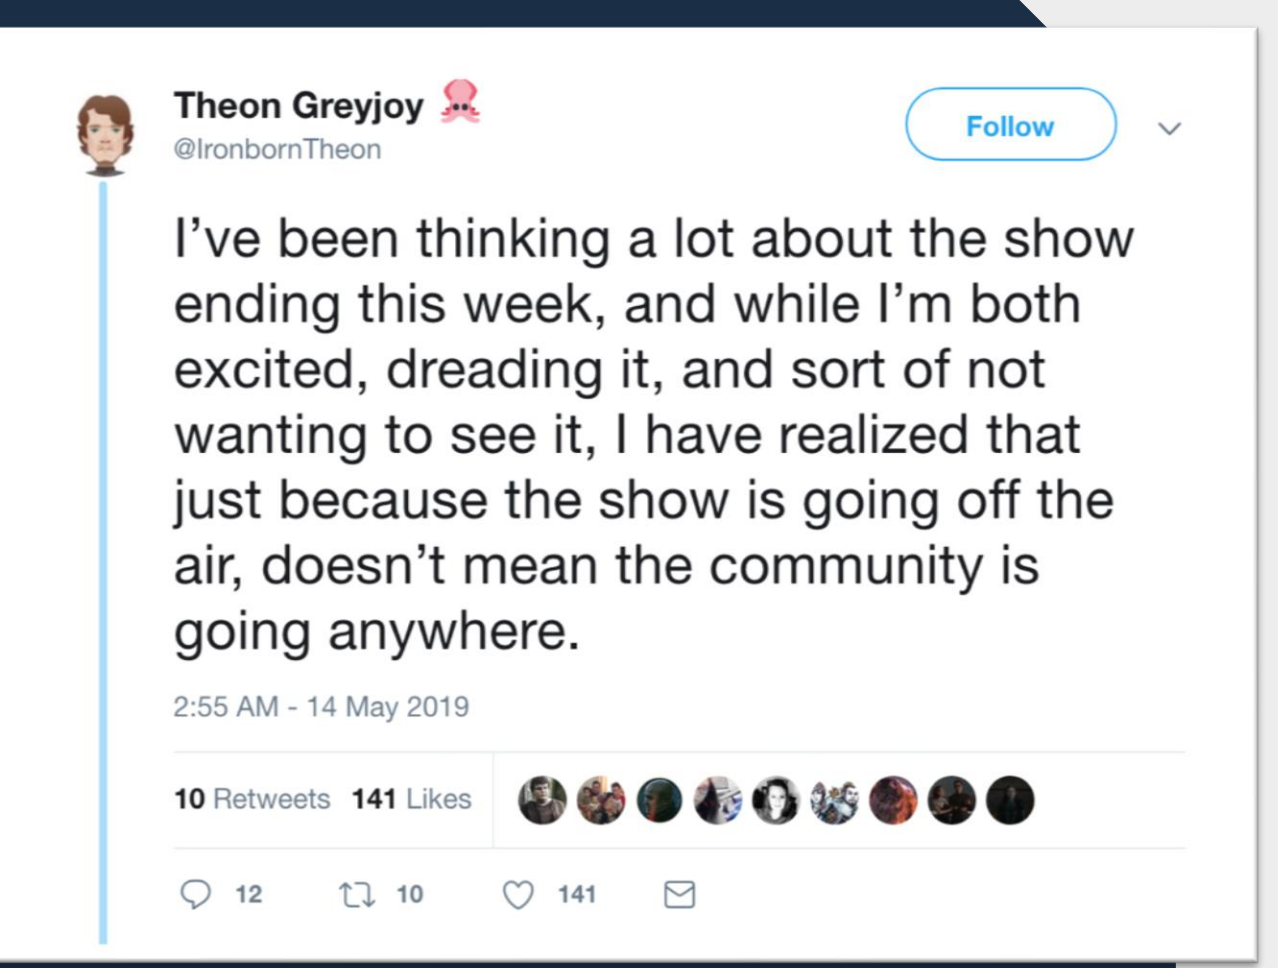 Theon Greyjoy 🦑
@IronbornTheon
Follow
I’ve been thinking a lot about the show
ending this week, and while I’m both
excited, dreading it, and sort of not
wanting to see it, I have realized that
just because the show is going off the
air, doesn’t mean the community is
going anywhere.
2:55 AM - 14 May 2019
10 Retweets 141 Likes
12 10 141